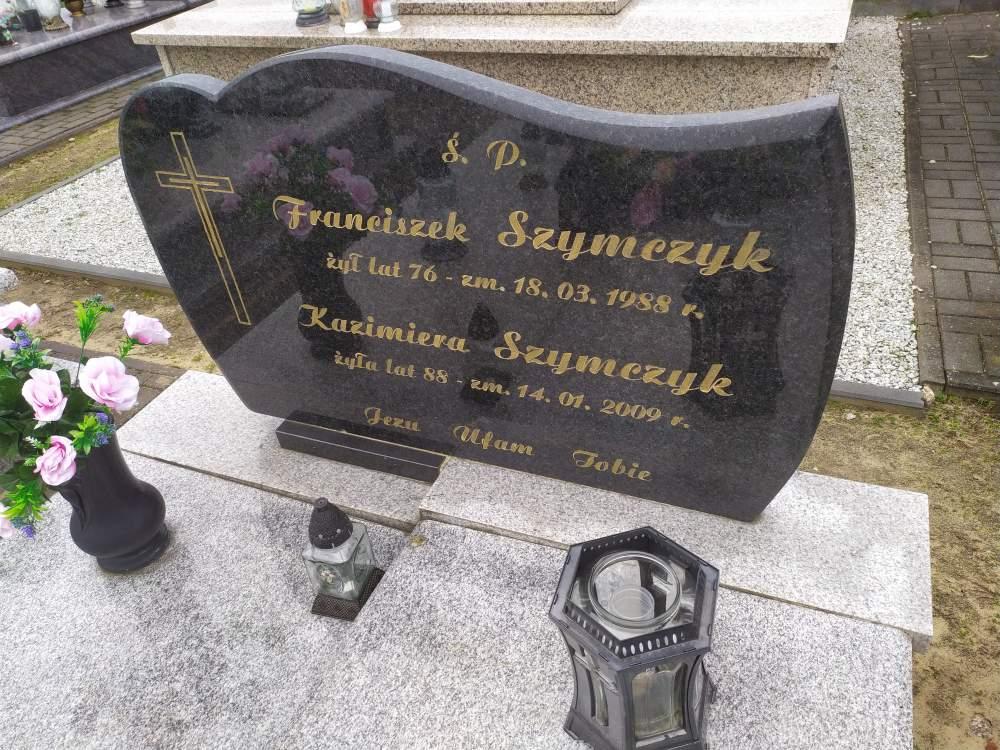 Ś. P.
Franciszek Szymczyk
żył lat 76 - zm. 18. 03. 1988 r.
Kazimiera Szymczyk
żyła lat 88 - zm. 14. 01. 2009 r.
Jezu Ufam Tobie